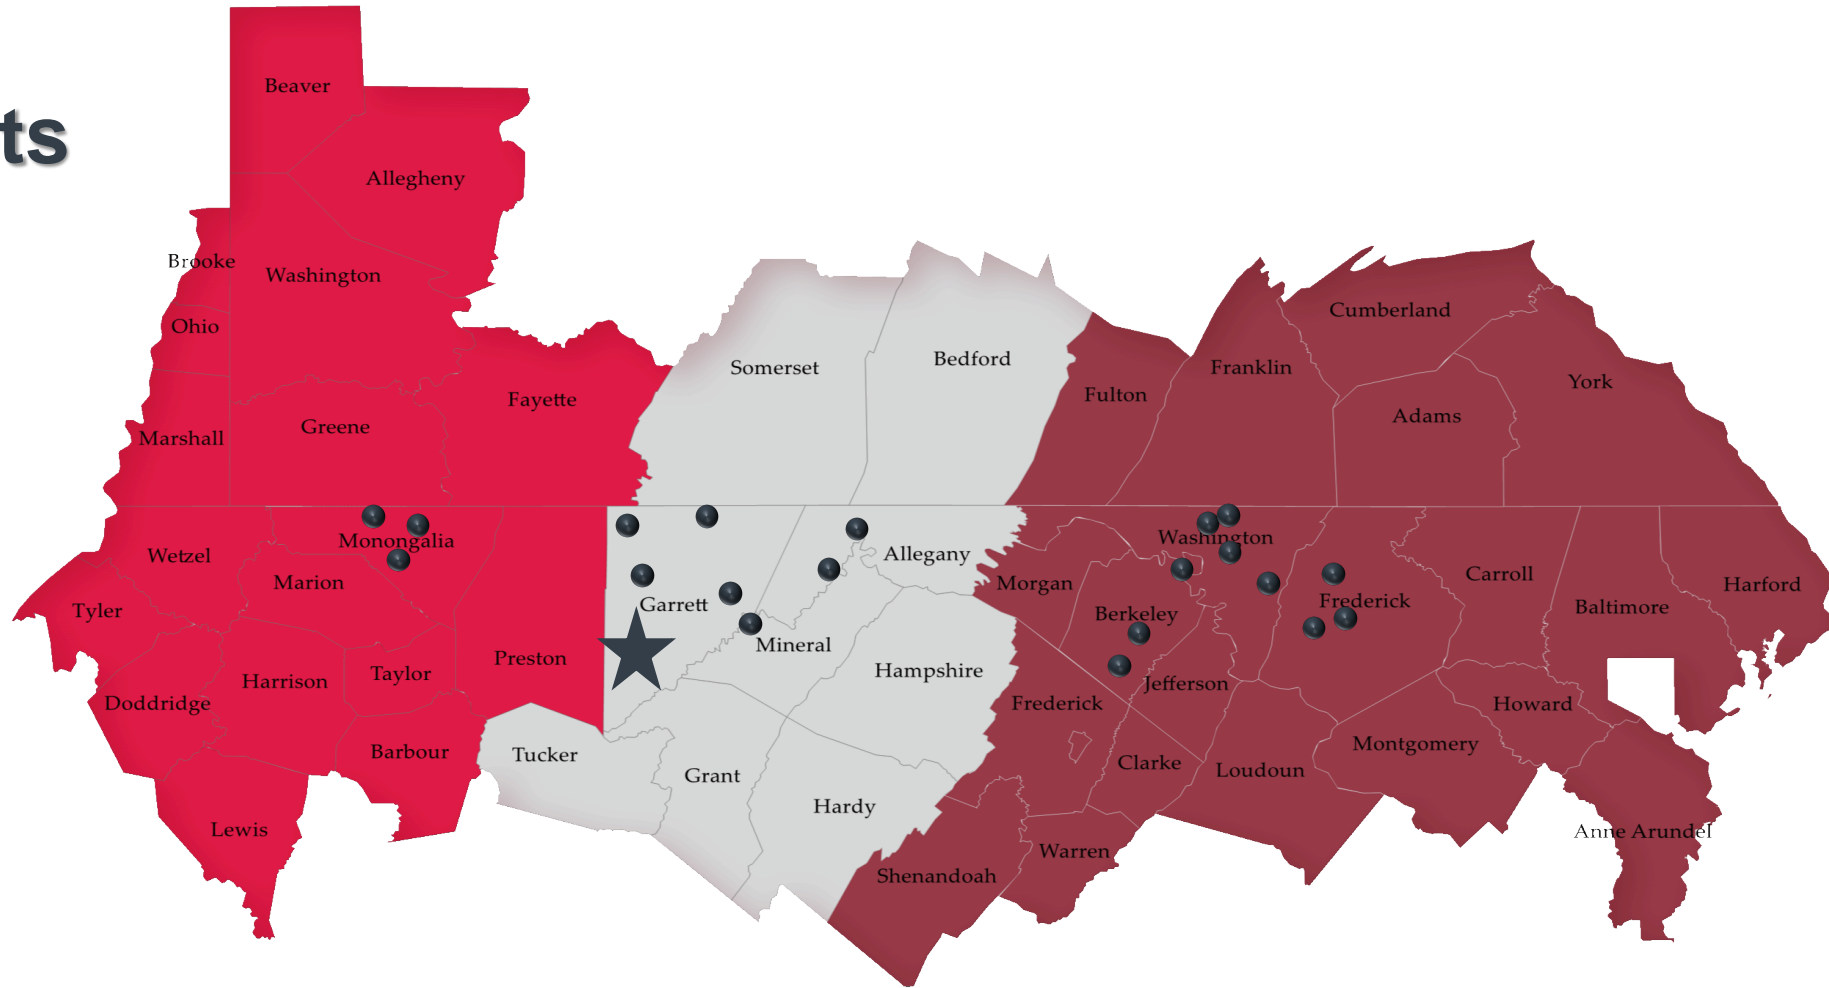 ts
Beaver
Allegheny
Brooke
Washington
Ohio
Somerset
Bedford
Cumberland
Franklin
York
Fulton
Fayette
Adams
Greene
Marshall
Monongalia
Washington
Wetzel
Allegany
Marion
Morgan
Carroll
Harford
Tyler
Garrett
Berkeley
Frederick
Baltimore
Mineral
Preston
Hampshire
Taylor
Harrison
Jefferson
Doddridge
Frederick
Howard
Barbour
Tucker
Montgomery
Clarke
Loudoun
Grant
Hardy
Lewis
Anne Arundel
Warren
Shenandoah